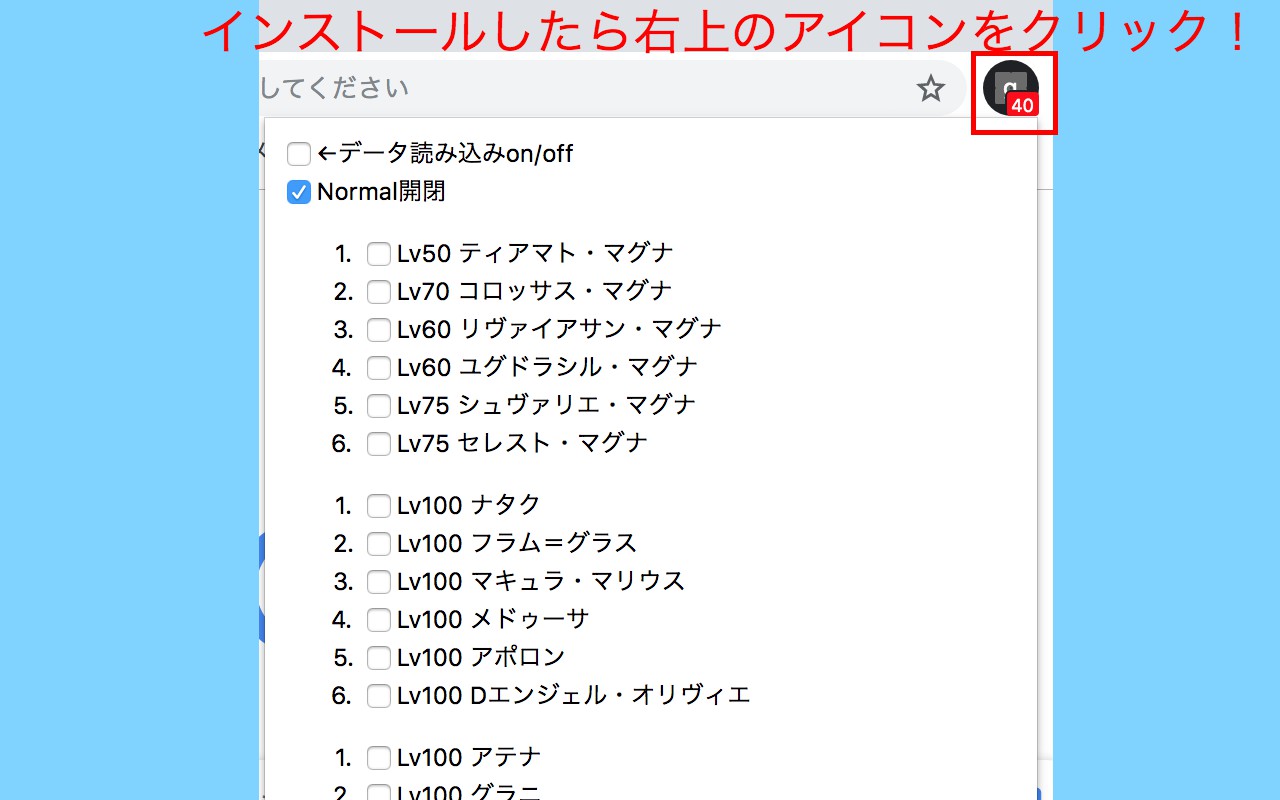 インストールしたら右上のアイコンをクリック！
してください
40
←データ読み込みon/off
Normal開閉
1. Lv50 ティアマト・マグナ
2. Lv70 コロッサス・マグナ
3. Lv60 リヴァイアサン・マグナ
4. Lv60 ユグドラシル・マグナ
5. Lv75 シュヴァリエ・マグナ
6. Lv75 セレスト・マグナ
1. Lv100 ナタク
2. Lv100 フラム＝グラス
3. Lv100 マキュラ・マリウス
4. Lv100 メドゥーサ
5. Lv100 アポロン
6. Lv100 Dエンジェル・オリヴィエ
1. Lv100 アテナ
2. Lv100 グラニ